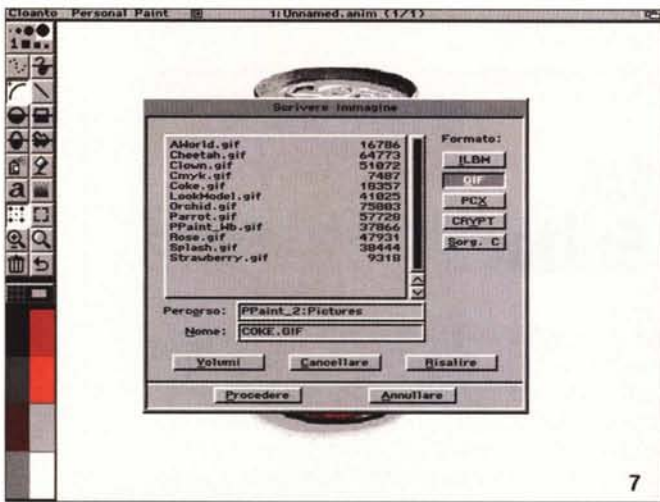 Cloanto Personal Paint 1:Unnamed.anim (1/1)
Scrivere Immagine
AWorld.gif 16786
Cheetah.gif 64773
Clown.gif 51072
Cmyk.gif 7487
Coke.gif 18357
LookModel.gif 41025
Orchid.gif 75883
Parrot.gif 57728
PPaint_Wb.gif 37866
Rose.gif 47931
Splash.gif 38444
Strawberry.gif 9318
Formato:
ILBM
GIF
PCX
CRYPT
Sorg. C
Percorso: PPaint_2:Pictures
Nome: COKE.GIF
Volumi Cancellare Risalire
Procedere Annullare
7